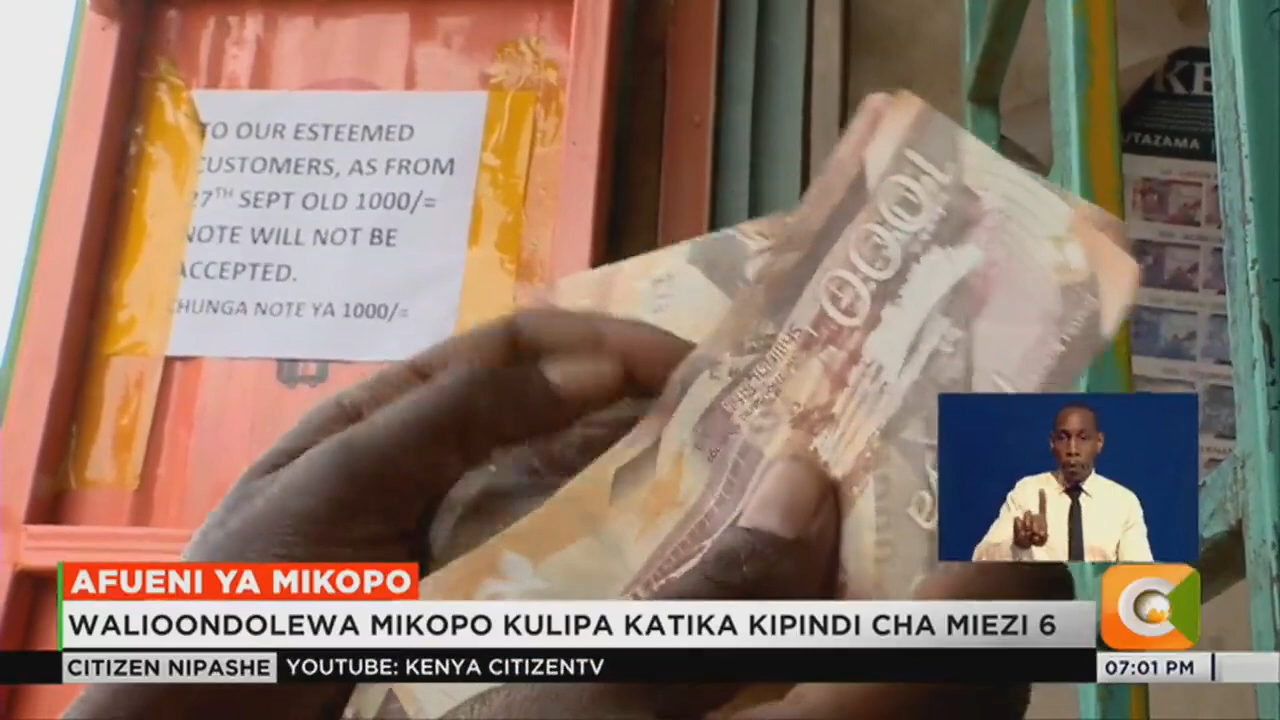 TO OUR ESTEEMED
CUSTOMERS, AS FROM
27TH SEPT OLD 1000/=
NOTE WILL NOT BE
ACCEPTED.
CHUNGA NOTE YA 1000/=
1000
KE
/TAZAMA
AFUENI YA MIKOPO
WALIOONDOLEWA MIKOPO KULIPA KATIKA KIPINDI CHA MIEZI 6
CITIZEN NIPASHE YOUTUBE: KENYA CITIZENTV
07:01 PM